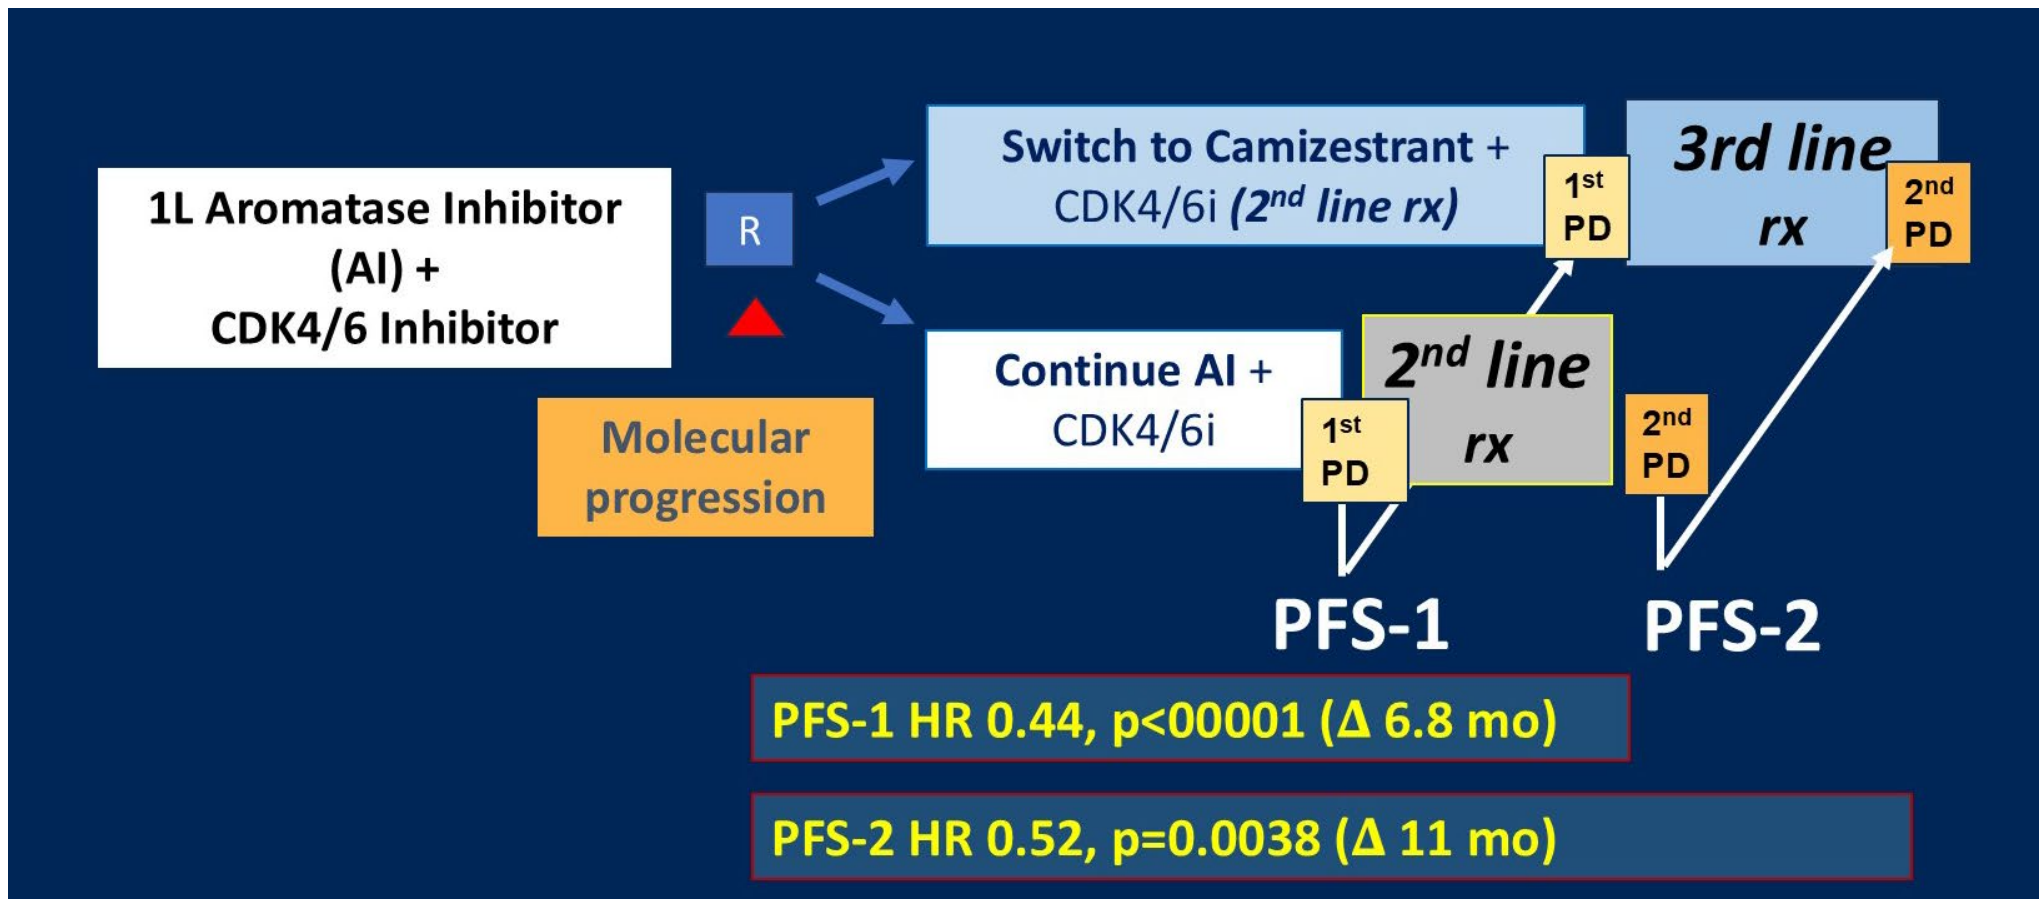 1L Aromatase Inhibitor
(AI) +
CDK4/6 Inhibitor
R
Molecular
progression
Switch to Camizestrant +
CDK4/6i (2nd line rx)
1st
PD
3rd line
rx
2nd
PD
Continue AI +
CDK4/6i
1st
PD
2nd line
rx
2nd
PD
PFS-1
PFS-2
PFS-1 HR 0.44, p<00001 (Δ 6.8 mo)
PFS-2 HR 0.52, p=0.0038 (Δ 11 mo)